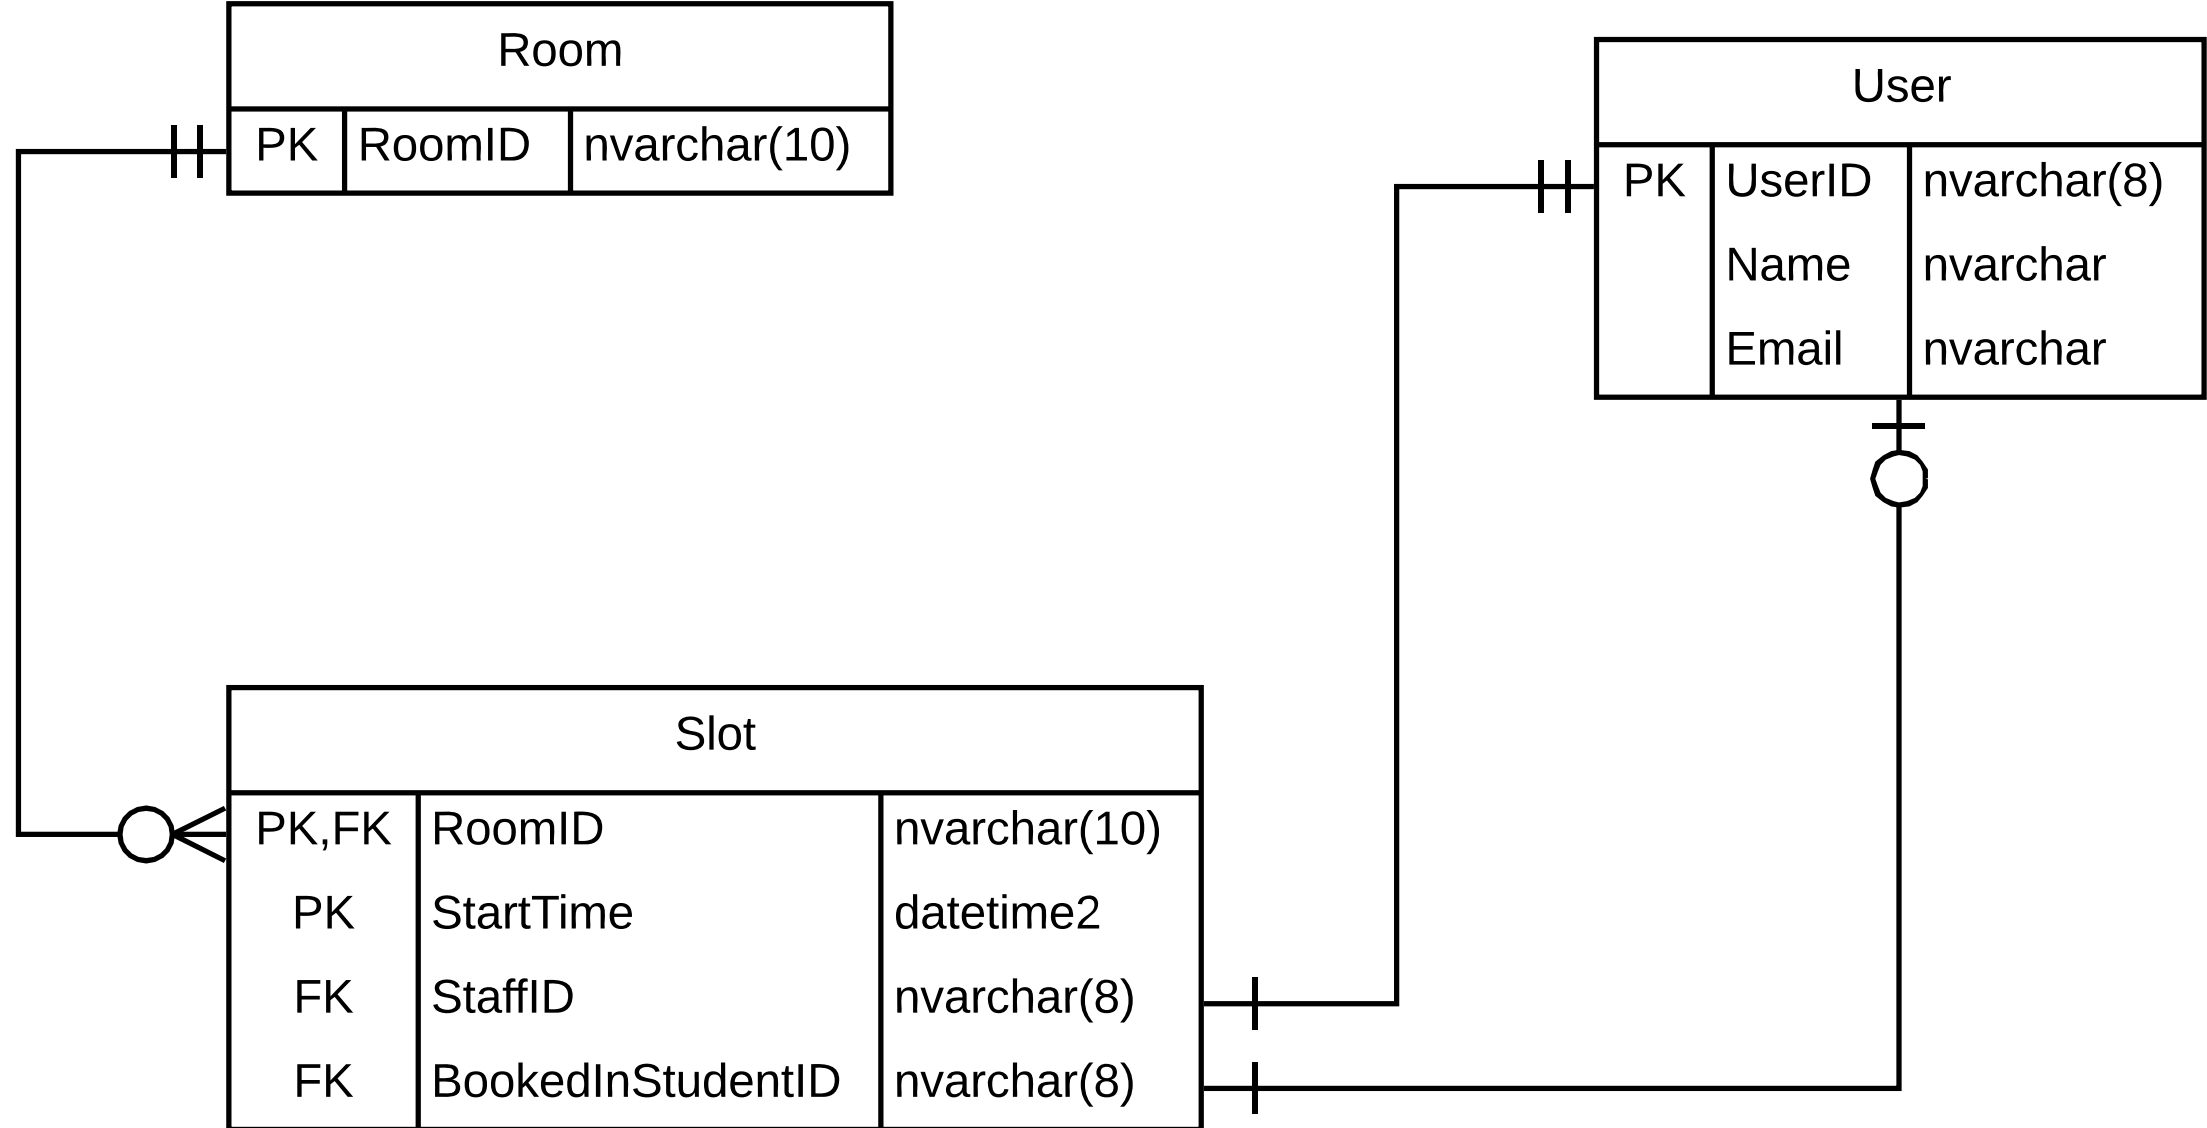 Room
PK RoomID nvarchar(10)
User
PK UserID nvarchar(8)
Name nvarchar
Email nvarchar
Slot
PK,FK RoomID nvarchar(10)
PK StartTime datetime2
FK StaffID nvarchar(8)
FK BookedInStudentID nvarchar(8)